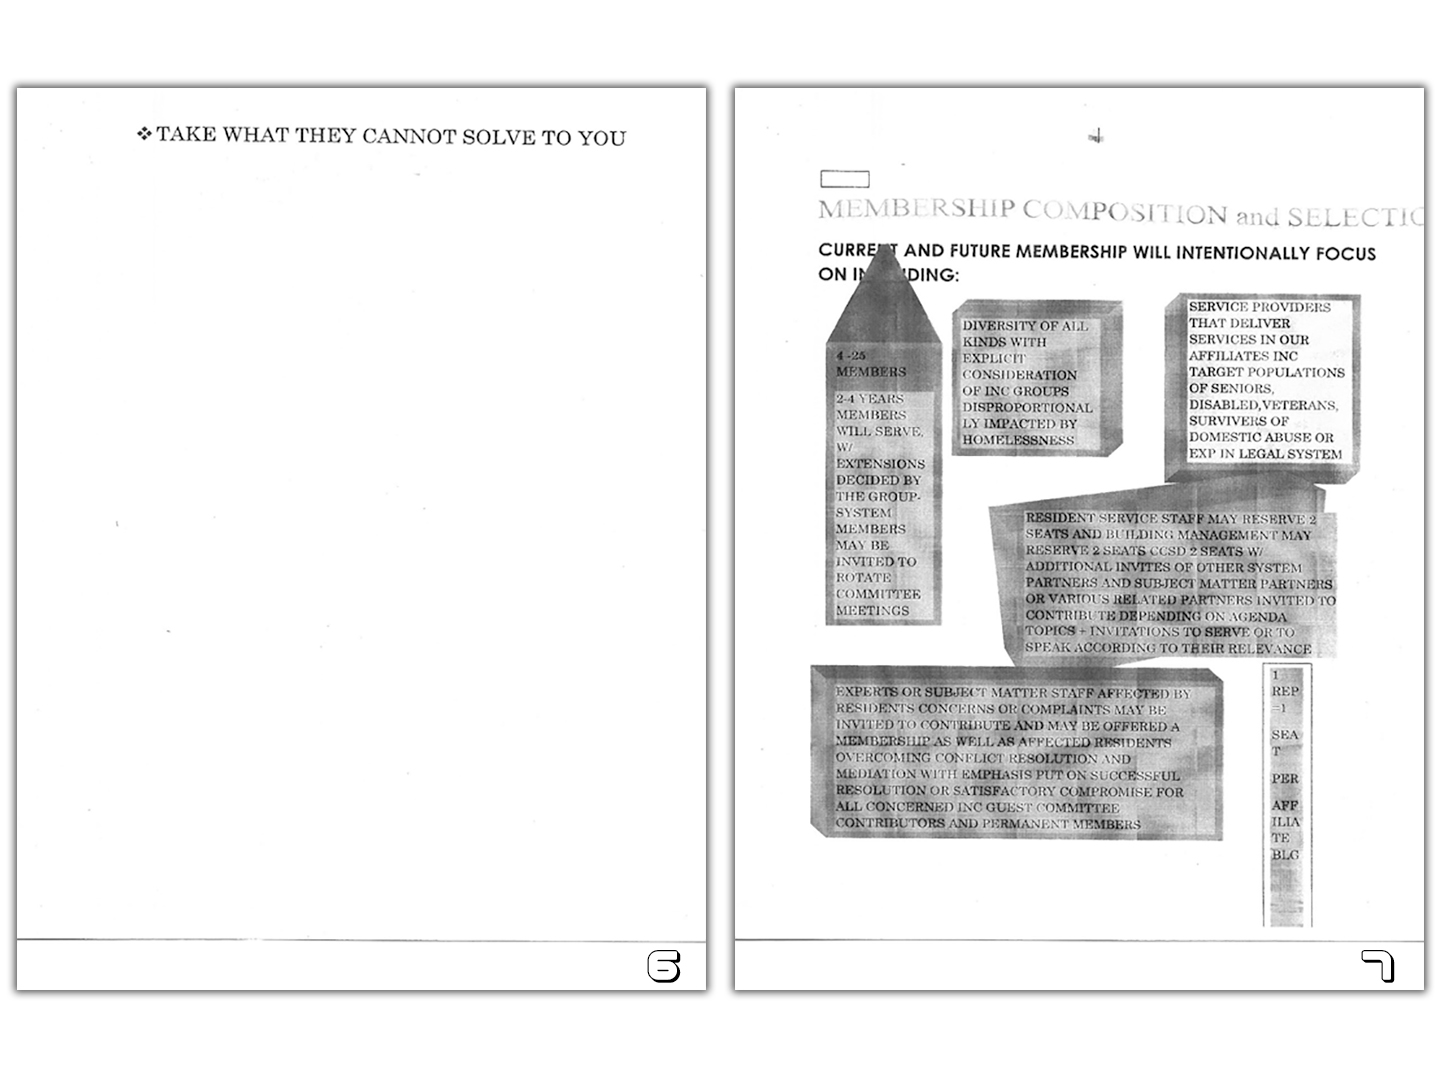 ❖TAKE WHAT THEY CANNOT SOLVE TO YOU
6
MEMBERSHIP COMPOSITION and SELECTIO
CURRENT AND FUTURE MEMBERSHIP WILL INTENTIONALLY FOCUS
ON IN DING:
4 -25
MEMBERS
2-4 YEARS
MEMBERS
WILL SERVE,
W/
EXTENSIONS
DECIDED BY
THE GROUP-
SYSTEM
MEMBERS
MAY BE
INVITED TO
ROTATE
COMMITTEE
MEETINGS
DIVERSITY OF ALL
KINDS WITH
EXPLICIT
CONSIDERATION
OF INC GROUPS
DISPROPORTIONAL
LY IMPACTED BY
HOMELESSNESS
SERVICE PROVIDERS
THAT DELIVER
SERVICES IN OUR
AFFILIATES INC
TARGET POPULATIONS
OF SENIORS,
DISABLED,VETERANS,
SURVIVERS OF
DOMESTIC ABUSE OR
EXP IN LEGAL SYSTEM
RESIDENT SERVICE STAFF MAY RESERVE 2
SEATS AND BUILDING MANAGEMENT MAY
RESERVE 2 SEATS CCSD 2 SEATS W/
ADDITIONAL INVITES OF OTHER SYSTEM
PARTNERS AND SUBJECT MATTER PARTNERS
OR VARIOUS RELATED PARTNERS INVITED TO
CONTRIBUTE DEPENDING ON AGENDA
TOPICS + INVITATIONS TO SERVE OR TO
SPEAK ACCORDING TO THEIR RELEVANCE
EXPERTS OR SUBJECT MATTER STAFF AFFECTED BY
RESIDENTS CONCERNS OR COMPLAINTS MAY BE
INVITED TO CONTRIBUTE AND MAY BE OFFERED A
MEMBERSHIP AS WELL AS AFFECTED RESIDENTS
OVERCOMING CONFLICT RESOLUTION AND
MEDIATION WITH EMPHASIS PUT ON SUCCESSFUL
RESOLUTION OR SATISFACTORY COMPROMISE FOR
ALL CONCERNED INC GUEST COMMITTEE
CONTRIBUTORS AND PERMANENT MEMBERS
1
REP
=1
SEA
T
PER
AFF
ILIA
TE
BLG
7